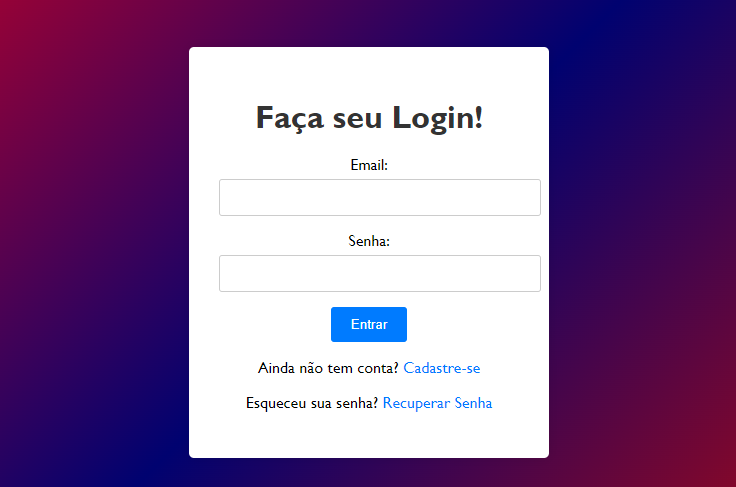 Faça seu Login!
Email:
Senha:
Entrar
Ainda não tem conta? Cadastre-se
Esqueceu sua senha? Recuperar Senha